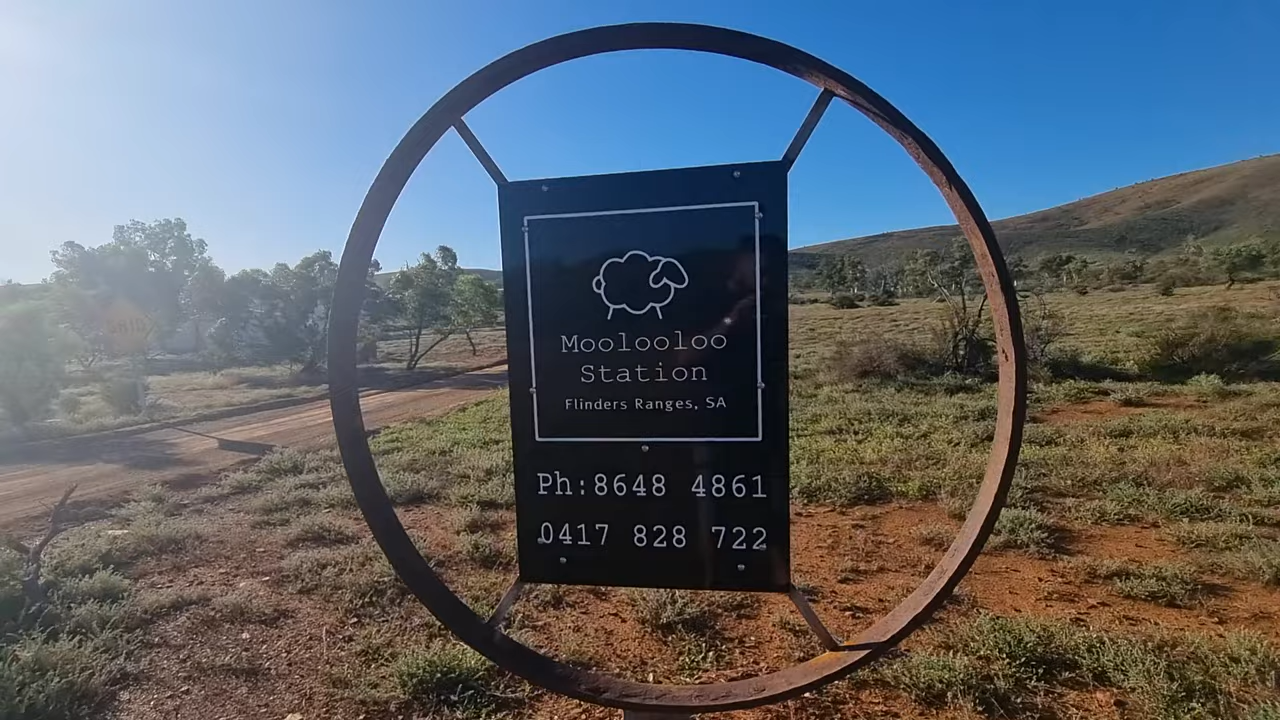 Moolooloo
Station
Flinders Ranges, SA
Ph:8648 4861
0417 828 722